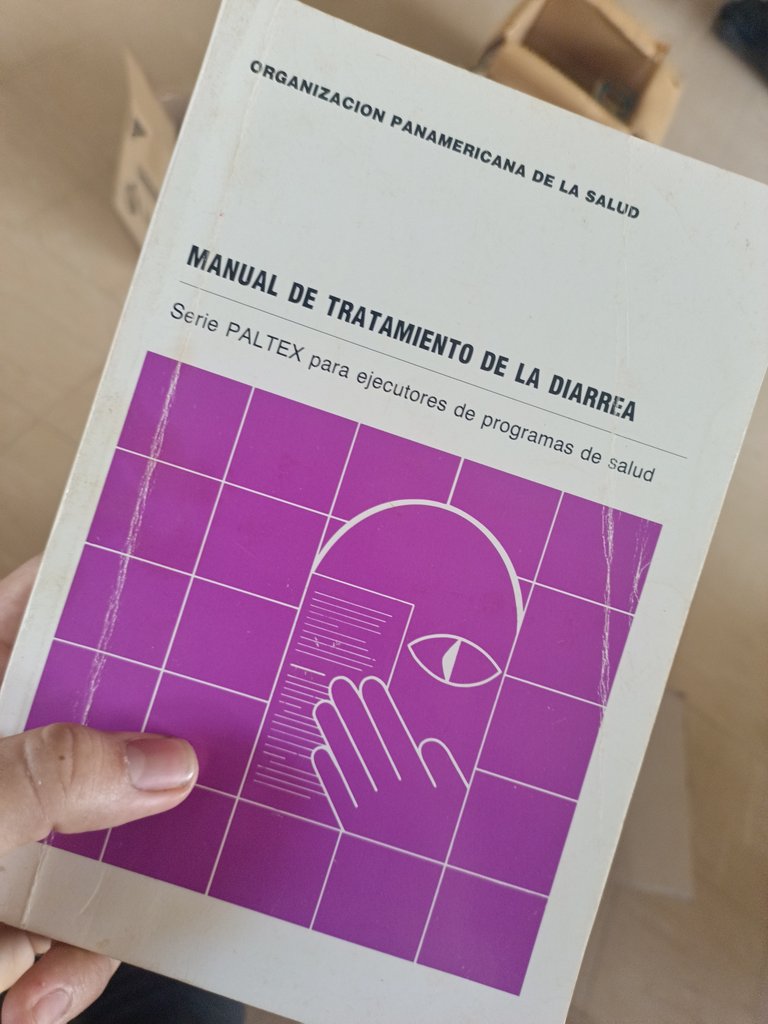 ORGANIZACION PANAMERICANA DE LA SALUD
MANUAL DE TRATAMIENTO DE LA DIARREA
Serie PALTEX para ejecutores de programas de salud